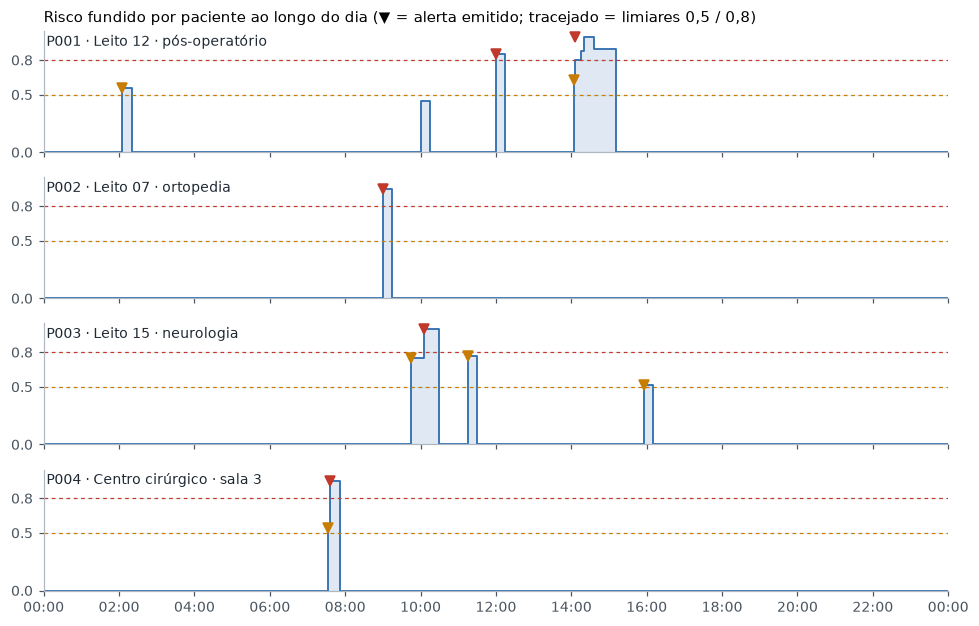 Risco fundido por paciente ao longo do dia (▼ = alerta emitido; tracejado = limiares 0,5 / 0,8)
P001 · Leito 12 · pós-operatório
0.8
0.5
0.0
P002 · Leito 07 · ortopedia
0.8
0.5
0.0
P003 · Leito 15 · neurologia
0.8
0.5
0.0
P004 · Centro cirúrgico · sala 3
0.8
0.5
0.0
00:00 02:00 04:00 06:00 08:00 10:00 12:00 14:00 16:00 18:00 20:00 22:00 00:00